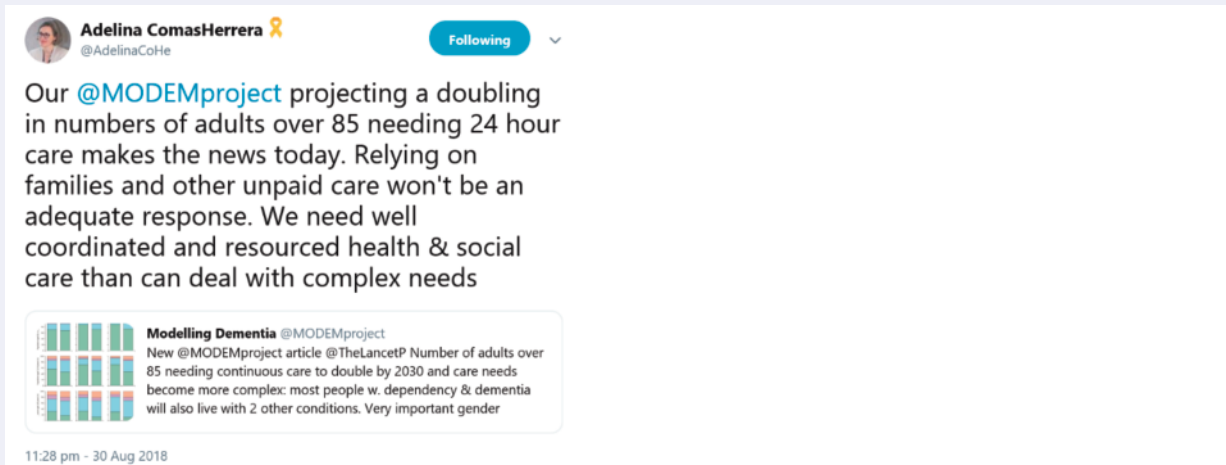 Adelina ComasHerrera
@AdelinaCoHe
Following
Our @MODEMproject projecting a doubling
in numbers of adults over 85 needing 24 hour
care makes the news today. Relying on
families and other unpaid care won't be an
adequate response. We need well
coordinated and resourced health & social
care than can deal with complex needs
Modelling Dementia @MODEMproject
New @MODEMproject article @TheLancetP Number of adults over
85 needing continuous care to double by 2030 and care needs
become more complex: most people w. dependency & dementia
will also live with 2 other conditions. Very important gender
11:28 pm - 30 Aug 2018